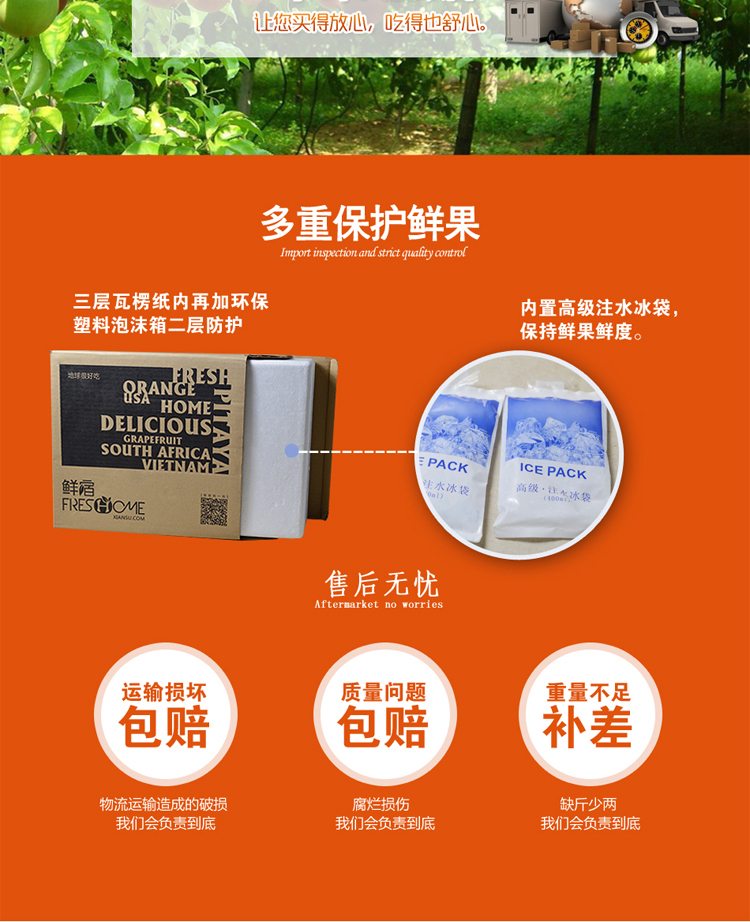 让您买得放心，吃得也舒心。
多重保护鲜果
Import inspection and strict quality control
三层瓦楞纸内再加环保
塑料泡沫箱二层防护
内置高级注水冰袋，
保持鲜果鲜度。
地球很好吃
FRESH
ORANGE
USA
HOME
PITAYA
DELICIOUS
GRAPEFRUIT
SOUTH AFRICA
VIETNAM
鲜宿
FRESHOME
XIANSU.COM
E PACK
注水冰袋
00ml)
ICE PACK
高级·注水冰袋
(400ml)
售后无忧
Aftermarket no worries
运输损坏
包赔
质量问题
包赔
重量不足
补差
物流运输造成的破损
我们会负责到底
腐烂损伤
我们会负责到底
缺斤少两
我们会负责到底